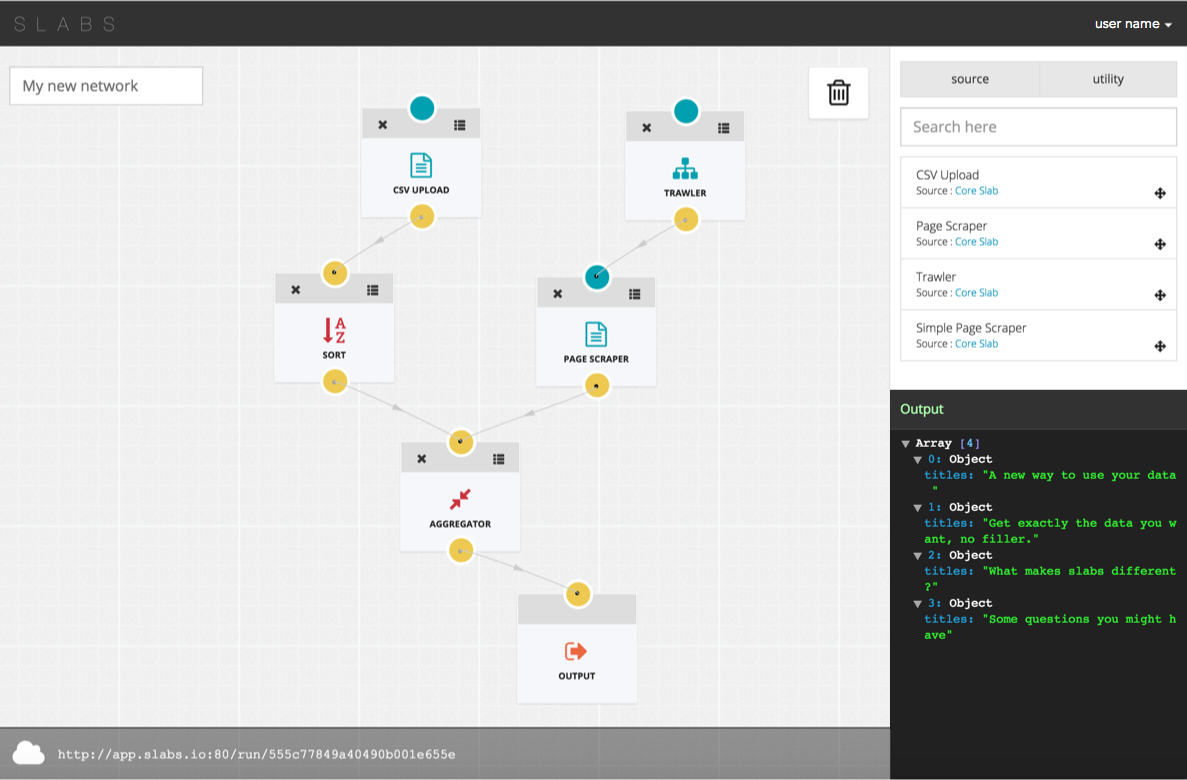 S L A B S
user name
My new network
CSV UPLOAD
TRAWLER
SORT
PAGE SCRAPER
AGGREGATOR
OUTPUT
http://app.slabs.io:80/run/555c77849a40490b001e655e
source utility
Search here
CSV Upload
Source : Core Slab
Page Scraper
Source : Core Slab
Trawler
Source : Core Slab
Simple Page Scraper
Source : Core Slab
Output
Array [4]
0: Object
titles: "A new way to use your data
"
1: Object
titles: "Get exactly the data you w
ant, no filler."
2: Object
titles: "What makes slabs different
?"
3: Object
titles: "Some questions you might h
ave"